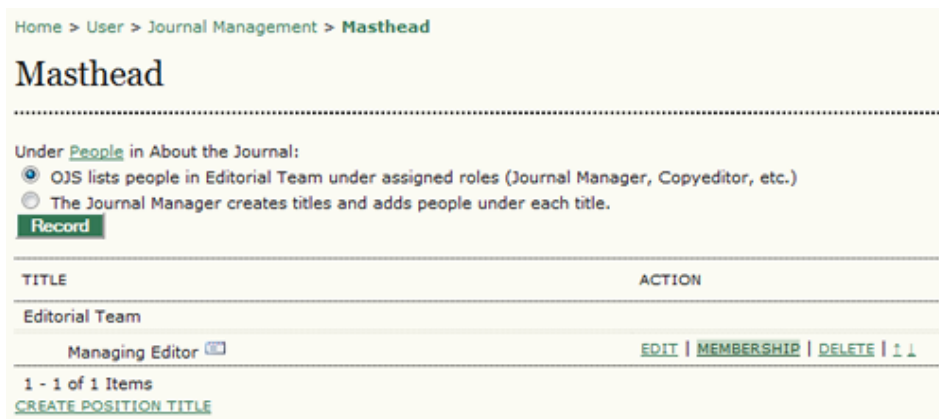 Home > User > Journal Management > Masthead
Masthead
Under People in About the Journal:
OJS lists people in Editorial Team under assigned roles (Journal Manager, Copyeditor, etc.)
The Journal Manager creates titles and adds people under each title.
Record
TITLE ACTION
Editorial Team
Managing Editor EDIT | MEMBERSHIP | DELETE | ↑ ↓
1 - 1 of 1 Items
CREATE POSITION TITLE